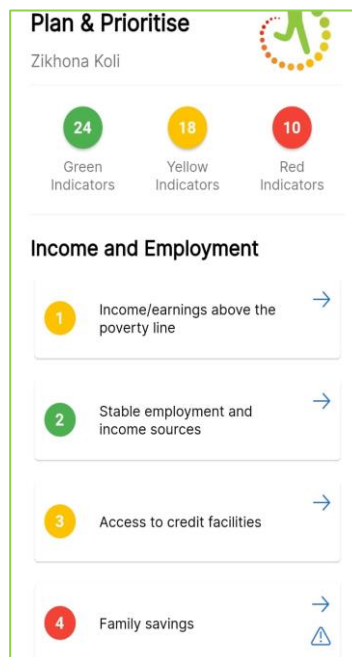 Plan & Prioritise
Zikhona Koli
24
18
10
Green
Indicators
Yellow
Indicators
Red
Indicators
Income and Employment
1
Income/earnings above the
poverty line
2
Stable employment and
income sources
3
Access to credit facilities
4
Family savings